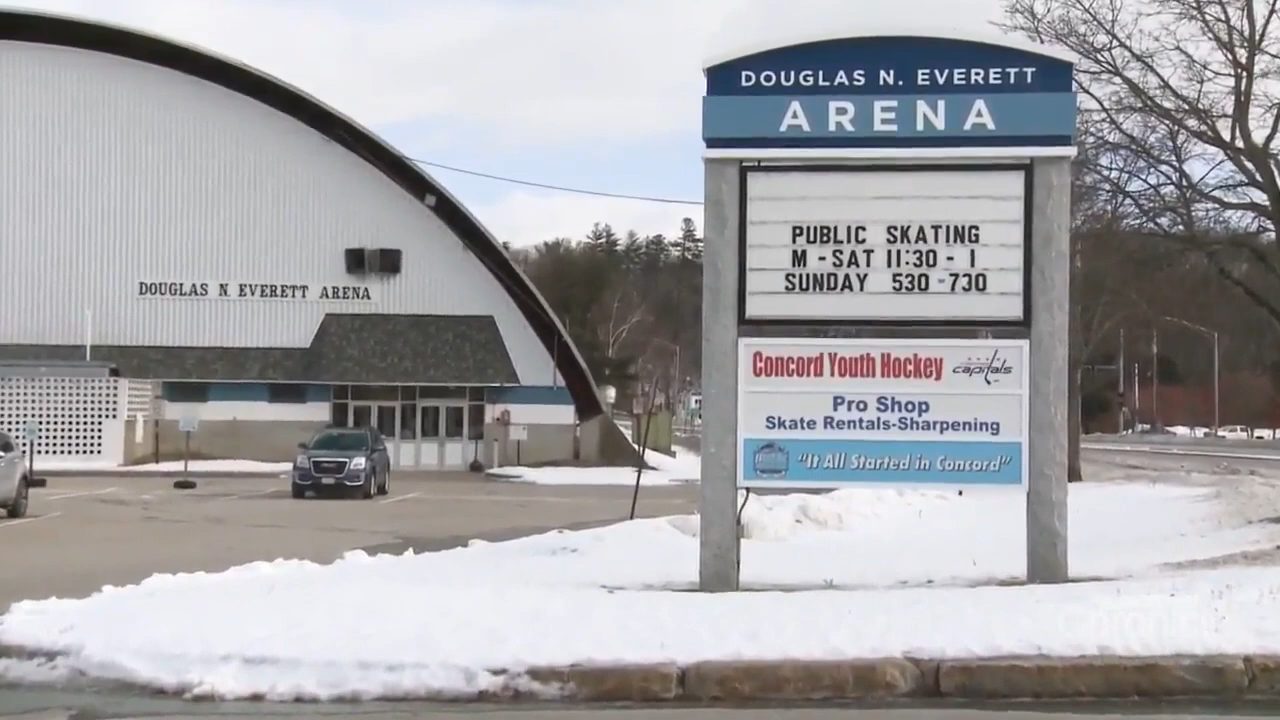 DOUGLAS N. EVERETT
ARENA
PUBLIC SKATING
M - SAT 11:30 - 1
SUNDAY 530 - 730
DOUGLAS N. EVERETT ARENA
Concord Youth Hockey capitals
Pro Shop
Skate Rentals-Sharpening
"It All Started in Concord"